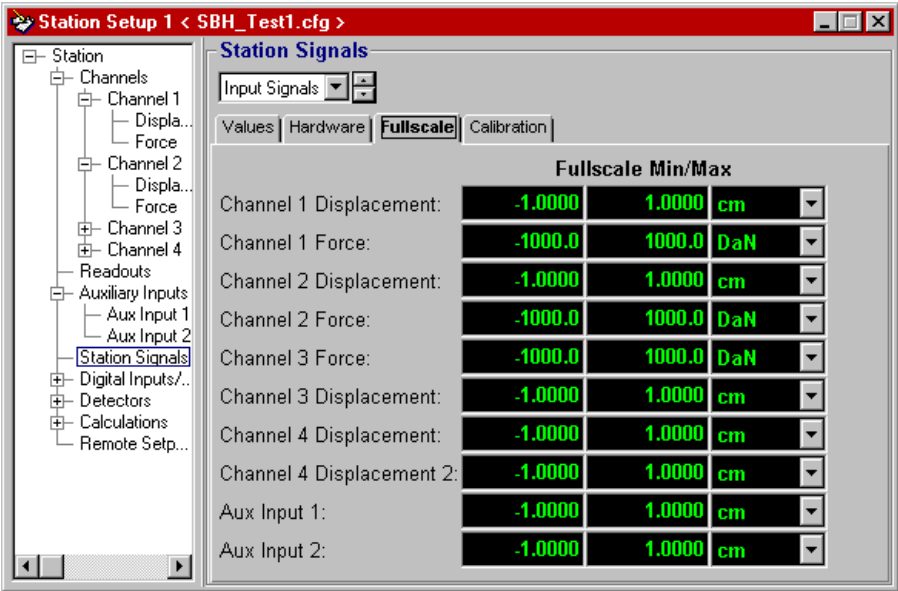 Station Setup 1 < SBH_Test1.cfg >
Station
Channels
Channel 1
Displa...
Force
Channel 2
Displa...
Force
Channel 3
Channel 4
Readouts
Auxiliary Inputs
Aux Input 1
Aux Input 2
Station Signals
Digital Inputs/..
Detectors
Calculations
Remote Setp...
Station Signals
Input Signals
Values Hardware Fullscale Calibration
Fullscale Min/Max
Channel 1 Displacement: -1.0000 1.0000 cm
Channel 1 Force: -1000.0 1000.0 DaN
Channel 2 Displacement: -1.0000 1.0000 cm
Channel 2 Force: -1000.0 1000.0 DaN
Channel 3 Force: -1000.0 1000.0 DaN
Channel 3 Displacement: -1.0000 1.0000 cm
Channel 4 Displacement: -1.0000 1.0000 cm
Channel 4 Displacement 2: -1.0000 1.0000 cm
Aux Input 1: -1.0000 1.0000 cm
Aux Input 2: -1.0000 1.0000 cm